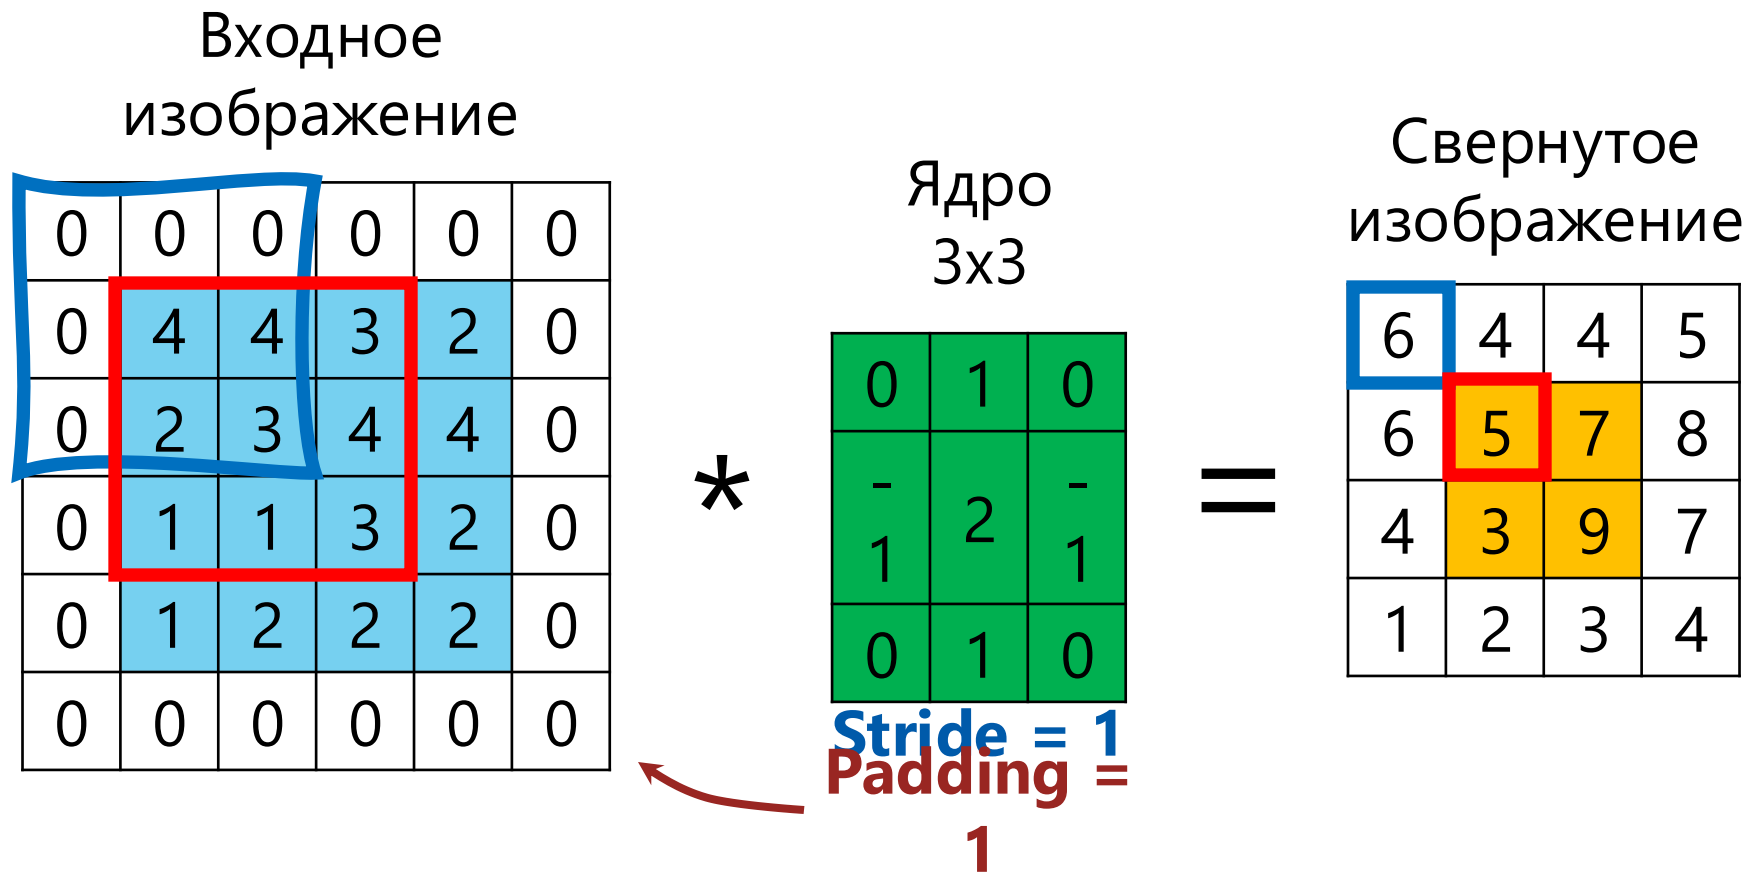 Входное
изображение
0 0 0 0 0 0
0 4 4 3 2 0
0 2 3 4 4 0
0 1 1 3 2 0
0 1 2 2 2 0
0 0 0 0 0 0
*
Ядро
3x3
0 1 0
-1 2 -1
0 1 0
Stride = 1
Padding =
1
=
Свернутое
изображение
6 4 4 5
6 5 7 8
4 3 9 7
1 2 3 4